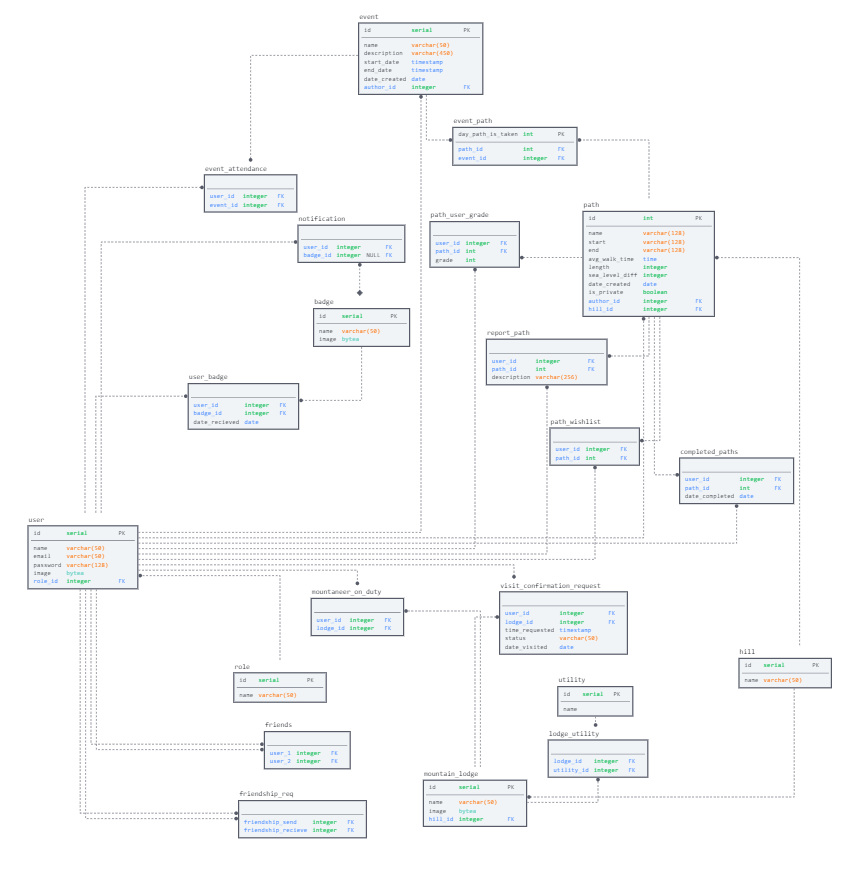 event
id serial PK
name varchar(50)
description varchar(450)
start_date timestamp
end_date timestamp
date_created date
author_id integer FK
event_path
day_path_is_taken int PK
path_id int FK
event_id integer FK
event_attendance
user_id integer FK
event_id integer FK
notification
user_id integer FK
badge_id integer NULL FK
path_user_grade
user_id integer FK
path_id int FK
grade int
path
id int PK
name varchar(128)
start varchar(128)
end varchar(128)
avg_walk_time time
length integer
sea_level_diff integer
date_created date
is_private boolean
author_id integer FK
hill_id integer FK
badge
id serial PK
name varchar(50)
image bytea
report_path
user_id integer FK
path_id int FK
description varchar(256)
user_badge
user_id integer FK
badge_id integer FK
date_recieved date
path_wishlist
user_id integer FK
path_id int FK
completed_paths
user_id integer FK
path_id int FK
date_completed date
user
id serial PK
name varchar(50)
email varchar(50)
password varchar(128)
image bytea
role_id integer FK
mountaneer_on_duty
user_id integer FK
lodge_id integer FK
visit_confirmation_request
user_id integer FK
lodge_id integer FK
time_requested timestamp
status varchar(50)
date_visited date
hill
id serial PK
name varchar(50)
role
id serial PK
name varchar(50)
utility
id serial PK
name
friends
user_1 integer FK
user_2 integer FK
lodge_utility
lodge_id integer FK
utility_id integer FK
mountain_lodge
id serial PK
name varchar(50)
image bytea
hill_id integer FK
friendship_req
friendship_send integer FK
friendship_recieve integer FK